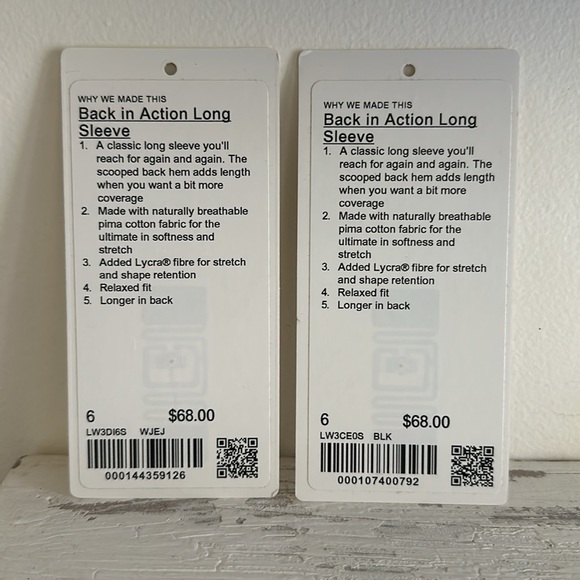 WHY WE MADE THIS
Back in Action Long
Sleeve
1. A classic long sleeve you'll
reach for again and again. The
scooped back hem adds length
when you want a bit more
coverage
2. Made with naturally breathable
pima cotton fabric for the
ultimate in softness and
stretch
3. Added Lycra® fibre for stretch
and shape retention
4. Relaxed fit
5. Longer in back
6 $68.00
LW3DI6S WJEJ
000144359126
WHY WE MADE THIS
Back in Action Long
Sleeve
1. A classic long sleeve you'll
reach for again and again. The
scooped back hem adds length
when you want a bit more
coverage
2. Made with naturally breathable
pima cotton fabric for the
ultimate in softness and
stretch
3. Added Lycra® fibre for stretch
and shape retention
4. Relaxed fit
5. Longer in back
6 $68.00
LW3CE0S BLK
000107400792